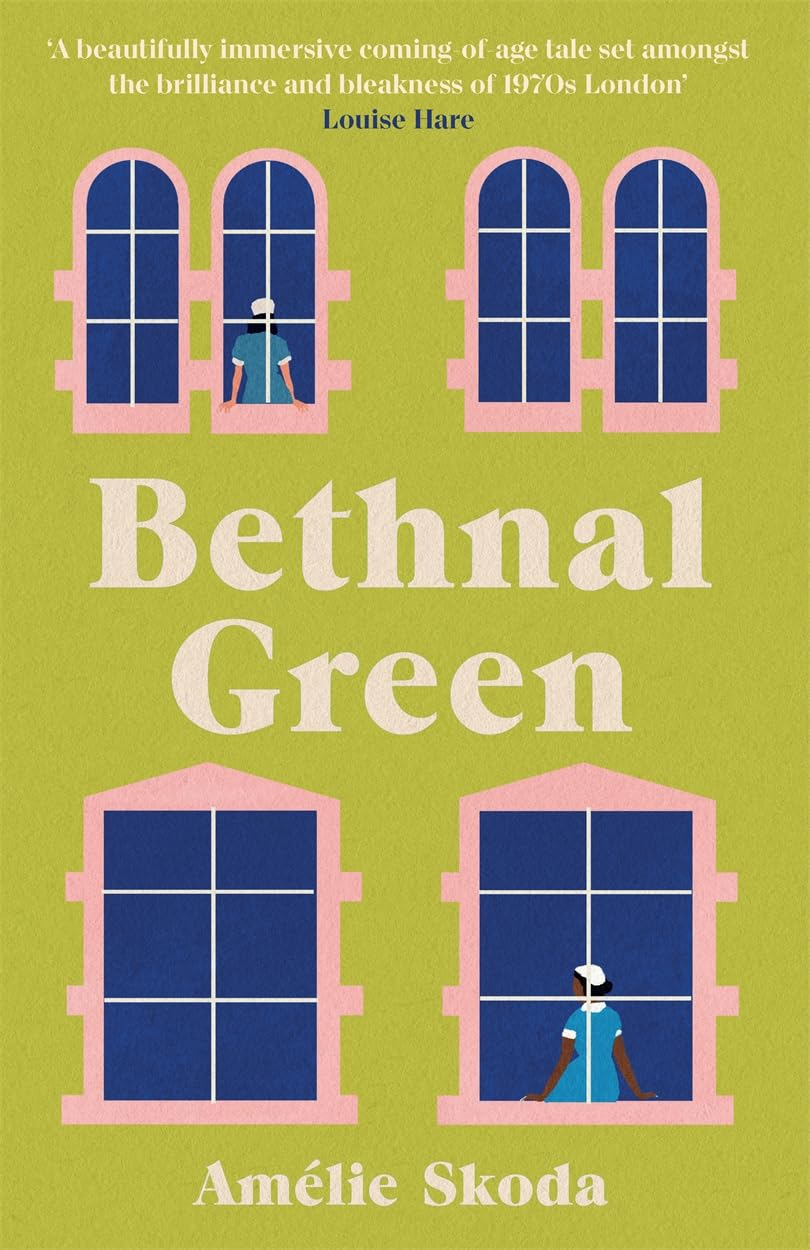 ‘A beautifully immersive coming-of-age tale set amongst
the brilliance and bleakness of 1970s London’
Louise Hare
Bethnal
Green
Amélie Skoda